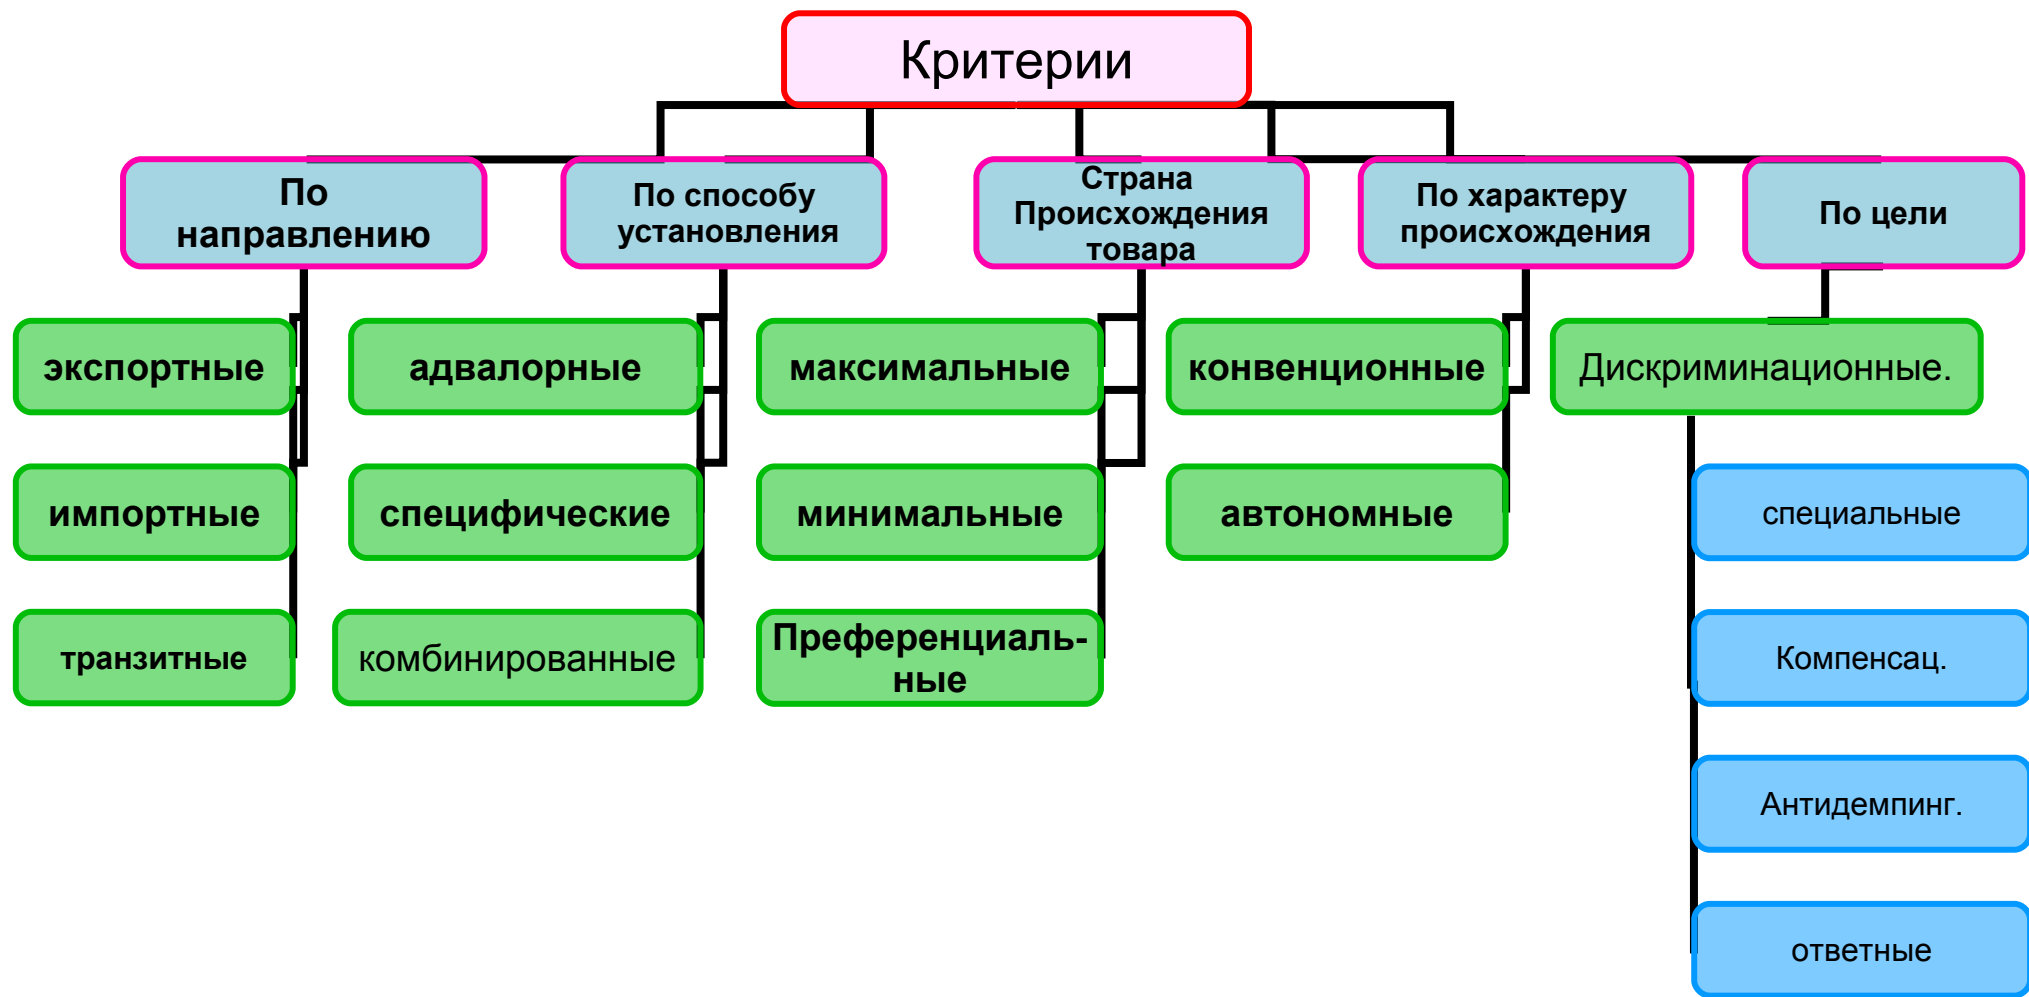 Критерии
По
направлению
По способу
установления
Страна
Происхождения
товара
По характеру
происхождения
По цели
экспортные
адвалорные
максимальные
конвенционные
Дискриминационные.
импортные
специфические
минимальные
автономные
специальные
транзитные
комбинированные
Преференциаль-
ные
Компенсац.
Антидемпинг.
ответные